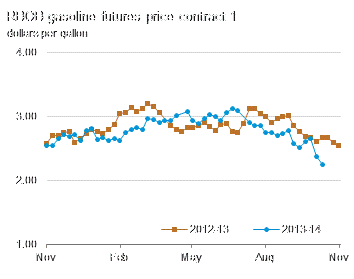 RBOB gasoline futures price contract 1
dollars per gallon
4.00
3.00
2.00
1.00
2012-13
2013-14
Nov
Feb
May
Aug
Nov